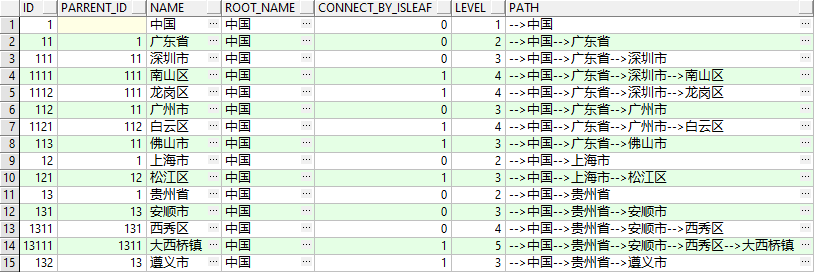 ID PARRENT_ID NAME ROOT_NAME CONNECT_BY_ISLEAF LEVEL PATH
1 1 中国 ··· 中国 ··· 0 1 -->中国
2 11 1 广东省 ··· 中国 ··· 0 2 -->中国-->广东省
3 111 11 深圳市 ··· 中国 ··· 0 3 -->中国-->广东省-->深圳市
4 1111 111 南山区 ··· 中国 ··· 1 4 -->中国-->广东省-->深圳市-->南山区
5 1112 111 龙岗区 ··· 中国 ··· 1 4 -->中国-->广东省-->深圳市-->龙岗区
6 112 11 广州市 ··· 中国 ··· 0 3 -->中国-->广东省-->广州市
7 1121 112 白云区 ··· 中国 ··· 1 4 -->中国-->广东省-->广州市-->白云区
8 113 11 佛山市 ··· 中国 ··· 1 3 -->中国-->广东省-->佛山市
9 12 1 上海市 ··· 中国 ··· 0 2 -->中国-->上海市
10 121 12 松江区 ··· 中国 ··· 1 3 -->中国-->上海市-->松江区
11 13 1 贵州省 ··· 中国 ··· 0 2 -->中国-->贵州省
12 131 13 安顺市 ··· 中国 ··· 0 3 -->中国-->贵州省-->安顺市
13 1311 131 西秀区 ··· 中国 ··· 0 4 -->中国-->贵州省-->安顺市-->西秀区
14 13111 1311 大西桥镇 ··· 中国 ··· 1 5 -->中国-->贵州省-->安顺市-->西秀区-->大西桥镇
15 132 13 遵义市 ··· 中国 ··· 1 3 -->中国-->贵州省-->遵义市